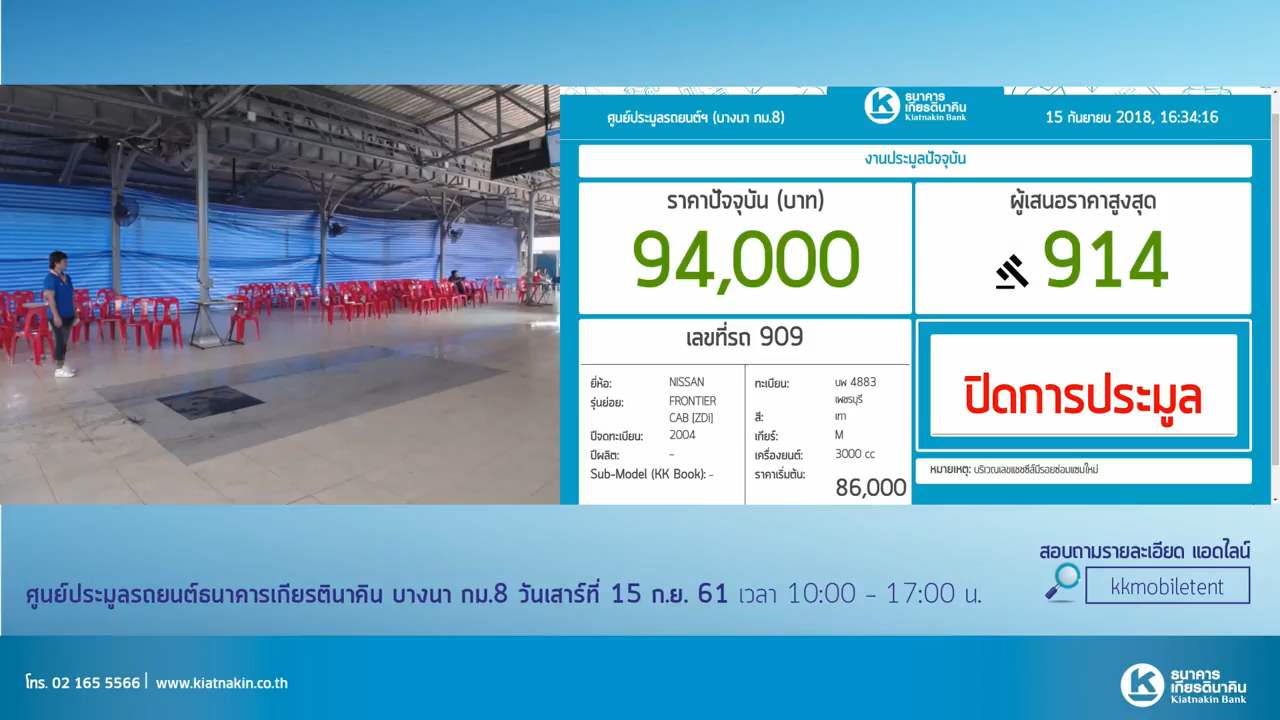 ธนาคาร
เกียรตินาคิน
Kiatnakin Bank
ศูนย์ประมูลรถยนต์ฯ (บางนา กม.8)
15 กันยายน 2018, 16:34:16
งานประมูลปัจจุบัน
ราคาปัจจุบัน (บาท)
94,000
ผู้เสนอราคาสูงสุด
914
เลขที่รถ 909
ยี่ห้อ: NISSAN
รุ่นย่อย: FRONTIER
CAB [ZDi]
ปีจดทะเบียน: 2004
ปีผลิต: -
Sub-Model (KK Book): -
ทะเบียน: บพ 4883
เพชรบุรี
สี: เทา
เกียร์: M
เครื่องยนต์: 3000 cc
ราคาเริ่มต้น: 86,000
ปิดการประมูล
หมายเหตุ: บริเวณเลขแชซซีส์มีรอยซ่อมแซมใหม่
สอบถามรายละเอียด แอดไลน์
kkmobiletent
ศูนย์ประมูลรถยนต์ธนาคารเกียรตินาคิน บางนา กม.8 วันเสาร์ที่ 15 ก.ย. 61 เวลา 10:00 - 17:00 น.
โทร. 02 165 5566 | www.kiatnakin.co.th
ธนาคาร
เกียรตินาคิน
Kiatnakin Bank